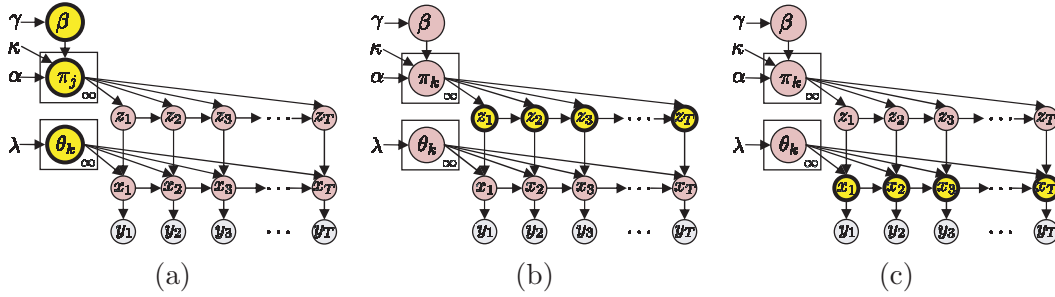 γ β γ β γ β
κ κ κ
α π_j ∞ α π_k ∞ α π_k ∞
z_1 z_2 z_3 ... z_T z_1 z_2 z_3 ... z_T z_1 z_2 z_3 ... z_T
λ θ_k ∞ λ θ_k ∞ λ θ_k ∞
x_1 x_2 x_3 ... x_T x_1 x_2 x_3 ... x_T x_1 x_2 x_3 ... x_T
y_1 y_2 y_3 ... y_T y_1 y_2 y_3 ... y_T y_1 y_2 y_3 ... y_T
(a) (b) (c)